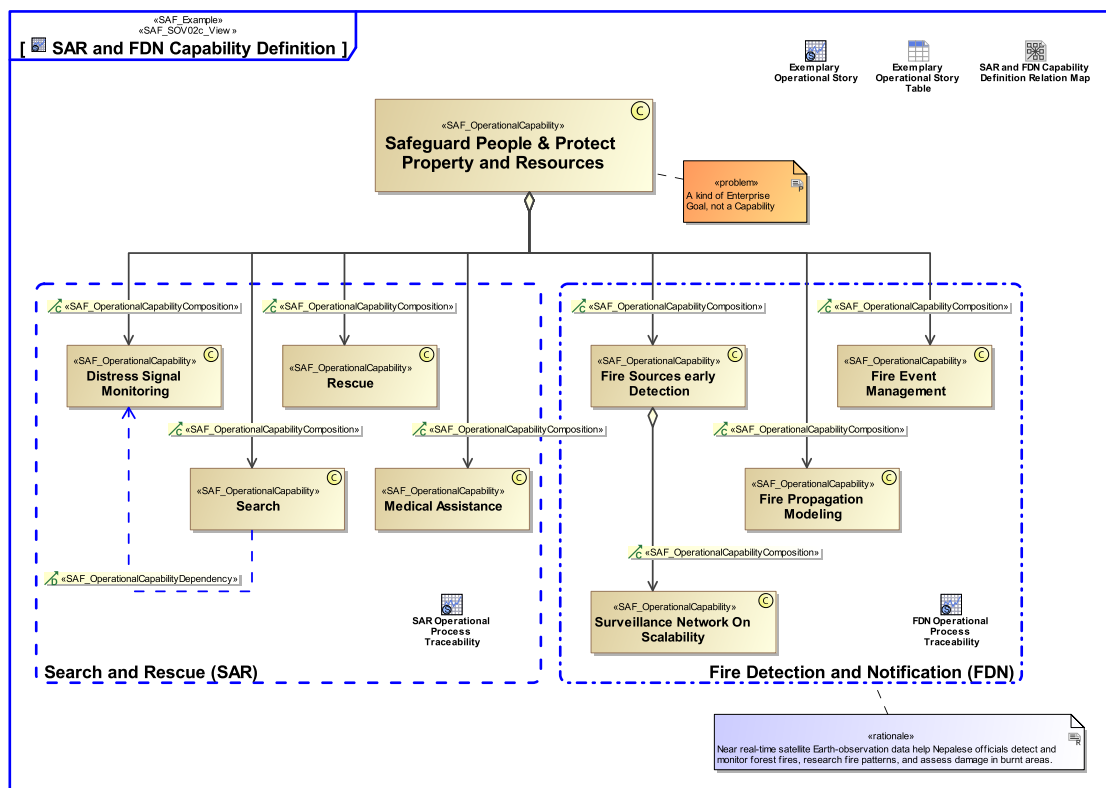 «SAF_Example»
«SAF_SOV02c_View »
[ SAR and FDN Capability Definition ]
Exemplary
Operational Story
Exemplary
Operational Story
Table
SAR and FDN Capability
Definition Relation Map
C
«SAF_OperationalCapability»
Safeguard People & Protect
Property and Resources
«problem»
P
A kind of Enterprise
Goal, not a Capability
C «SAF_OperationalCapabilityComposition»
C «SAF_OperationalCapabilityComposition»
C «SAF_OperationalCapabilityComposition»
C «SAF_OperationalCapabilityComposition»
C
«SAF_OperationalCapability»
Distress Signal
Monitoring
C
«SAF_OperationalCapability»
Rescue
C
«SAF_OperationalCapability»
Fire Sources early
Detection
C
«SAF_OperationalCapability»
Fire Event
Management
C «SAF_OperationalCapabilityComposition»
C «SAF_OperationalCapabilityComposition»
C «SAF_OperationalCapabilityComposition»
C
«SAF_OperationalCapability»
Search
C
«SAF_OperationalCapability»
Medical Assistance
C
«SAF_OperationalCapability»
Fire Propagation
Modeling
C «SAF_OperationalCapabilityComposition»
D «SAF_OperationalCapabilityDependency»
C
«SAF_OperationalCapability»
Surveillance Network On
Scalability
SAR Operational
Process
Traceability
FDN Operational
Process
Traceability
Search and Rescue (SAR)
Fire Detection and Notification (FDN)
«rationale»
R
Near real-time satellite Earth-observation data help Nepalese officials detect and
monitor forest fires, research fire patterns, and assess damage in burnt areas.